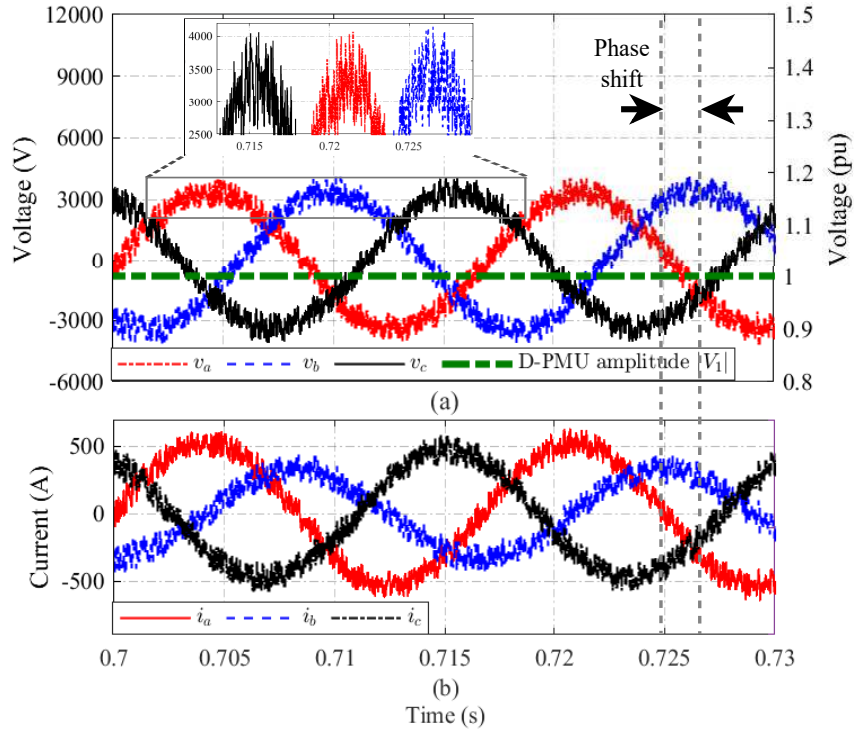 12000
9000
6000
3000
0
-3000
-6000
Voltage (V)
4000
3500
3000
2500
0.715
0.72
0.725
Phase
shift
1.5
1.4
1.3
1.2
1.1
1
0.9
0.8
Voltage (pu)
v_a v_b v_c D-PMU amplitude |V_1|
(a)
500
0
-500
Current (A)
i_a i_b i_c
0.7 0.705 0.71 0.715 0.72 0.725 0.73
(b)
Time (s)